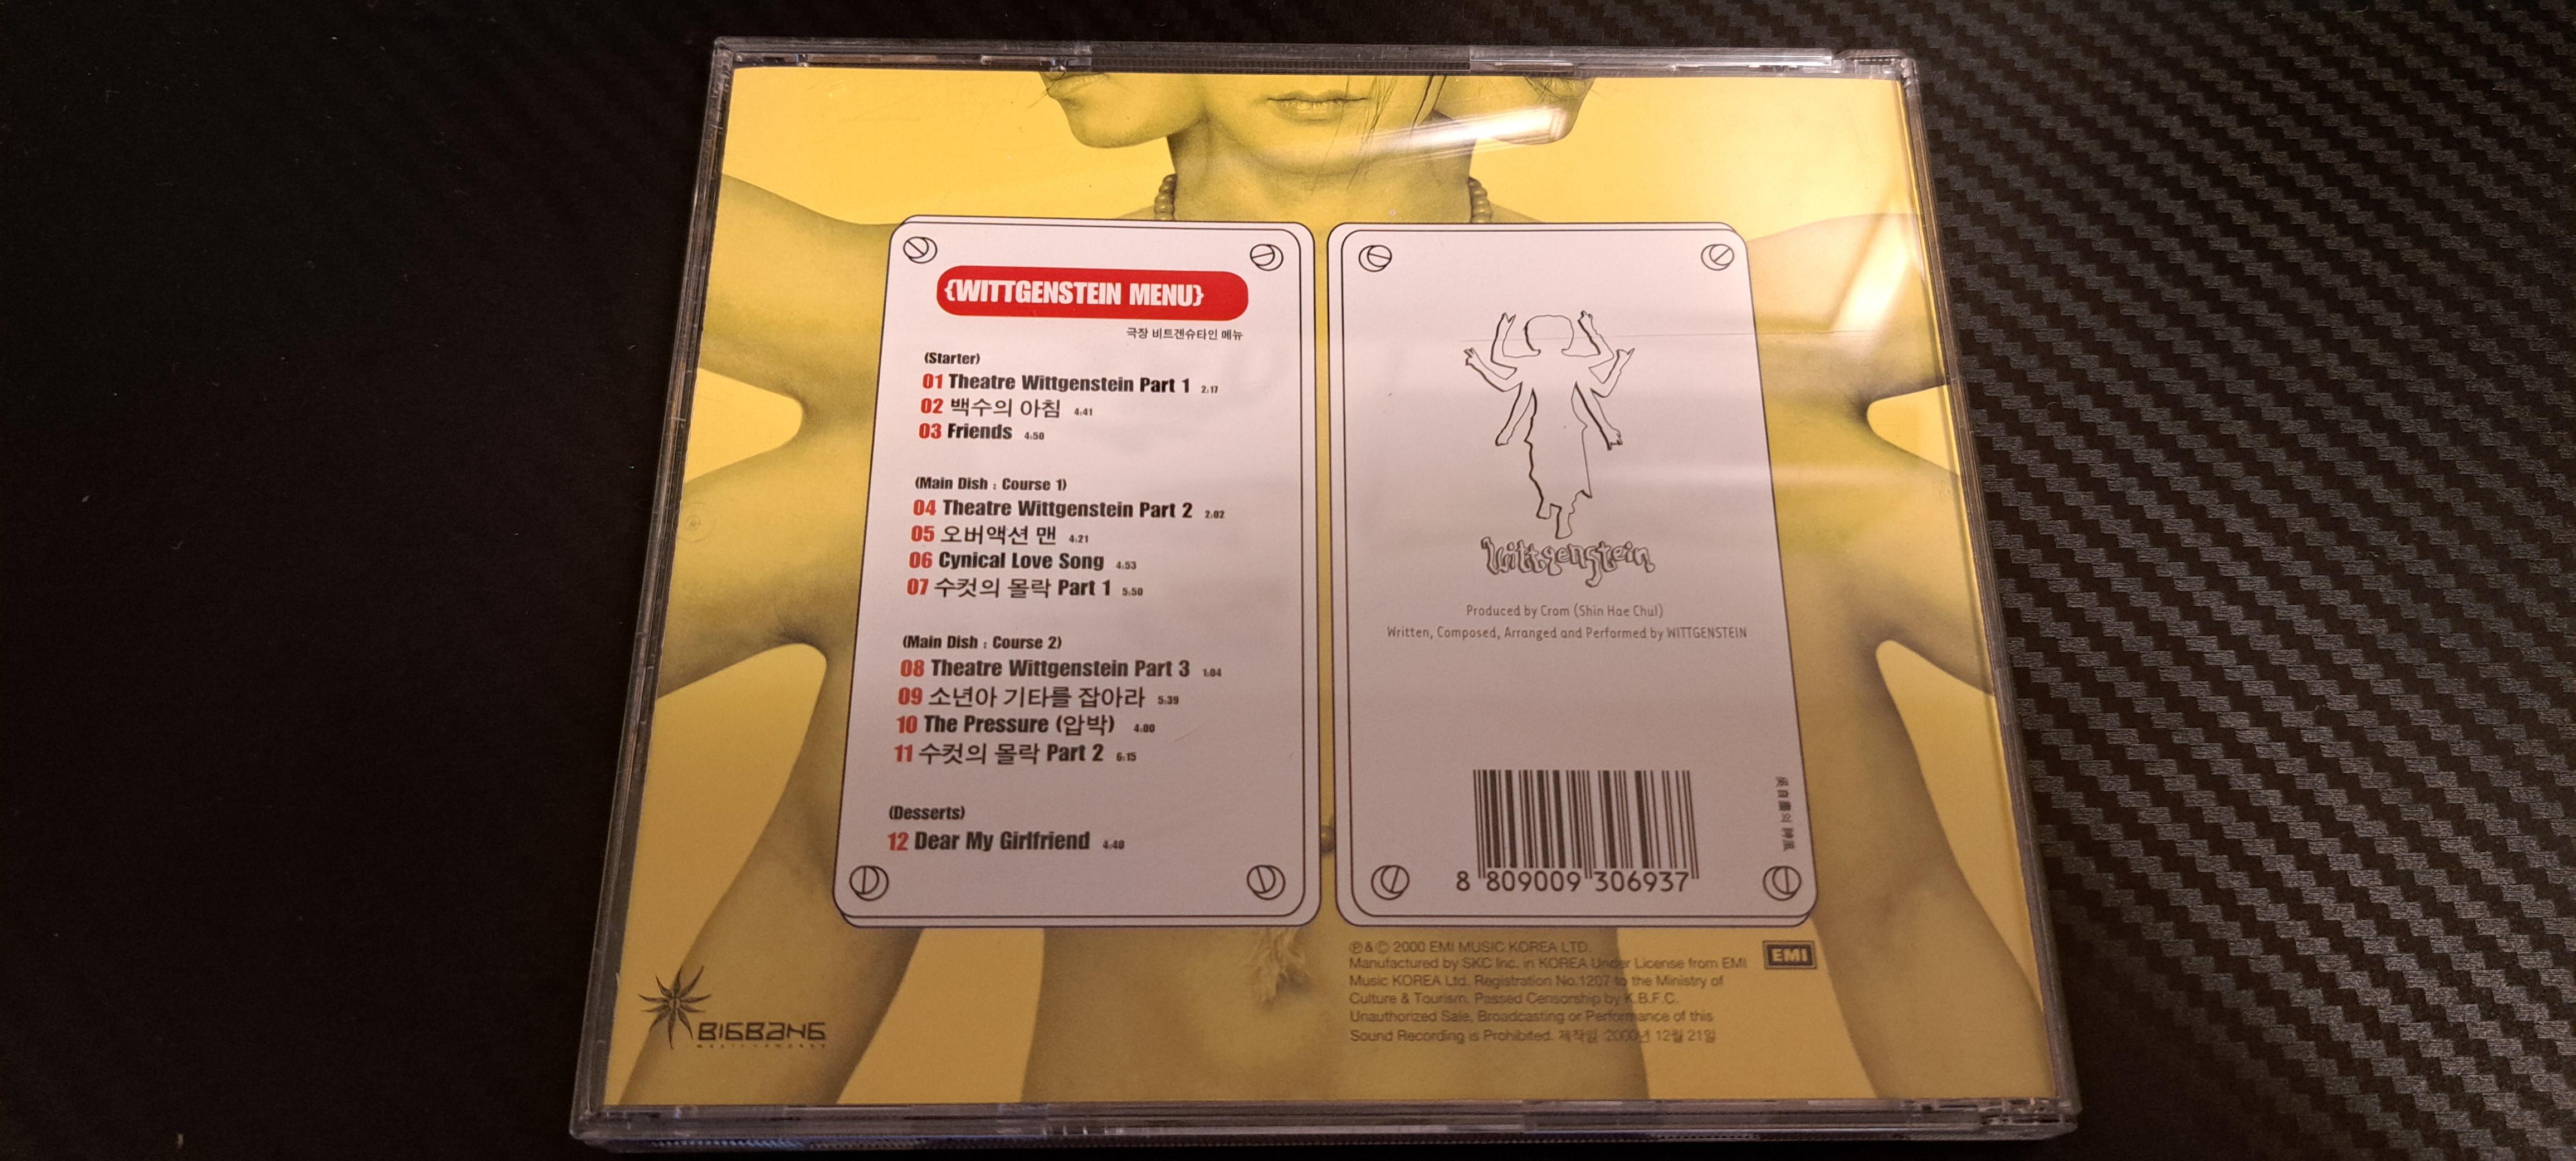 {WITTGENSTEIN MENU}
극장 비트겐슈타인 메뉴
(Starter)
01 Theatre Wittgenstein Part 1 2:17
02 백수의 아침 4:41
03 Friends 4:50
(Main Dish : Course 1)
04 Theatre Wittgenstein Part 2 2:02
05 오버액션 맨 4:21
06 Cynical Love Song 4:53
07 수컷의 몰락 Part 1 5:50
(Main Dish : Course 2)
08 Theatre Wittgenstein Part 3 1:04
09 소년아 기타를 잡아라 5:39
10 The Pressure (압박) 4:00
11 수컷의 몰락 Part 2 6:15
(Desserts)
12 Dear My Girlfriend 4:40
Wittgenstein
Produced by Crom (Shin Hae Chul)
Written, Composed, Arranged and Performed by WITTGENSTEIN
8 809009 306937
BIGBANG
MUSIC COMPANY
℗ & © 2000 EMI MUSIC KOREA LTD.
Manufactured by SKC Inc. in KOREA Under License from EMI
Music KOREA Ltd. Registration No.1207 to the Ministry of
Culture & Tourism. Passed Censorship by K.B.F.C.
Unauthorized Sale, Broadcasting or Performance of this
Sound Recording is Prohibited. 제작일 2000년 12월 21일
EMI